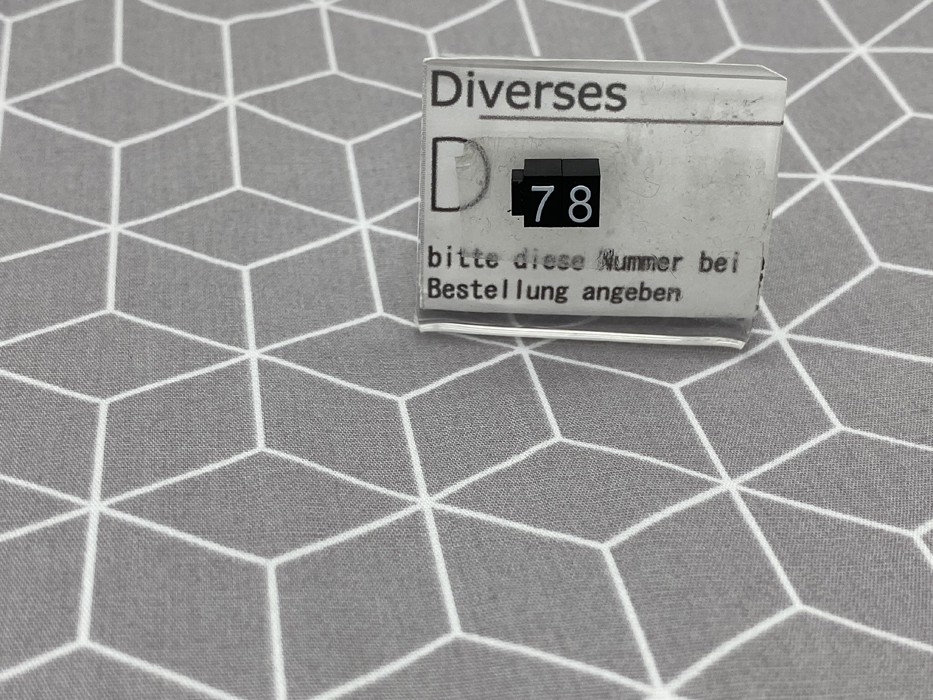 Diverses
D 78
bitte diese Nummer bei
Bestellung angeben